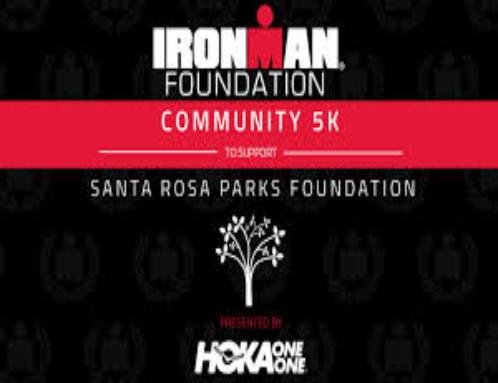 IRONMAN®
FOUNDATION
COMMUNITY 5K
TO SUPPORT
SANTA ROSA PARKS FOUNDATION
PRESENTED BY
HOKA ONE ONE